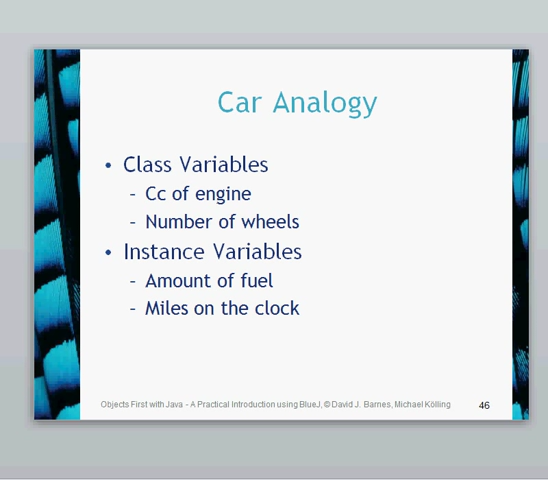 Car Analogy
• Class Variables
- Cc of engine
- Number of wheels
• Instance Variables
- Amount of fuel
- Miles on the clock
Objects First with Java - A Practical Introduction using BlueJ, © David J. Barnes, Michael Kölling
46